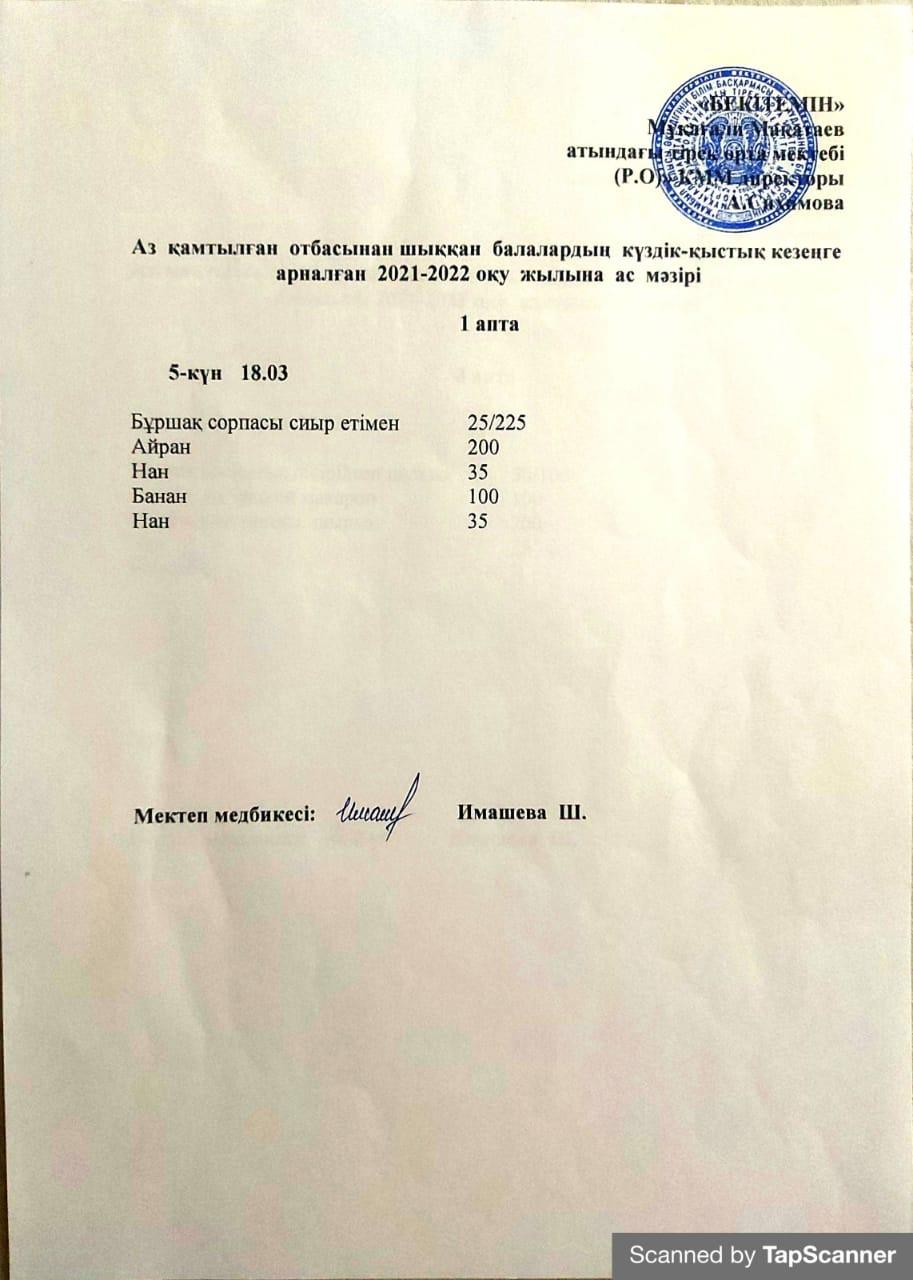 «БЕКІТЕМІН»
Мұқағали Мақатаев
атындағы тірек орта мектебі
(Р.О)» КММ директоры
А.Сяхимова
Аз қамтылған отбасынан шыққан балалардың күздік-қыстық кезеңге
арналған 2021-2022 оқу жылына ас мәзірі
1 апта
5-күн 18.03
Бұршақ сорпасы сиыр етімен 25/225
Айран 200
Нан 35
Банан 100
Нан 35
Мектеп медбикесі: Имашева Ш.
Scanned by TapScanner